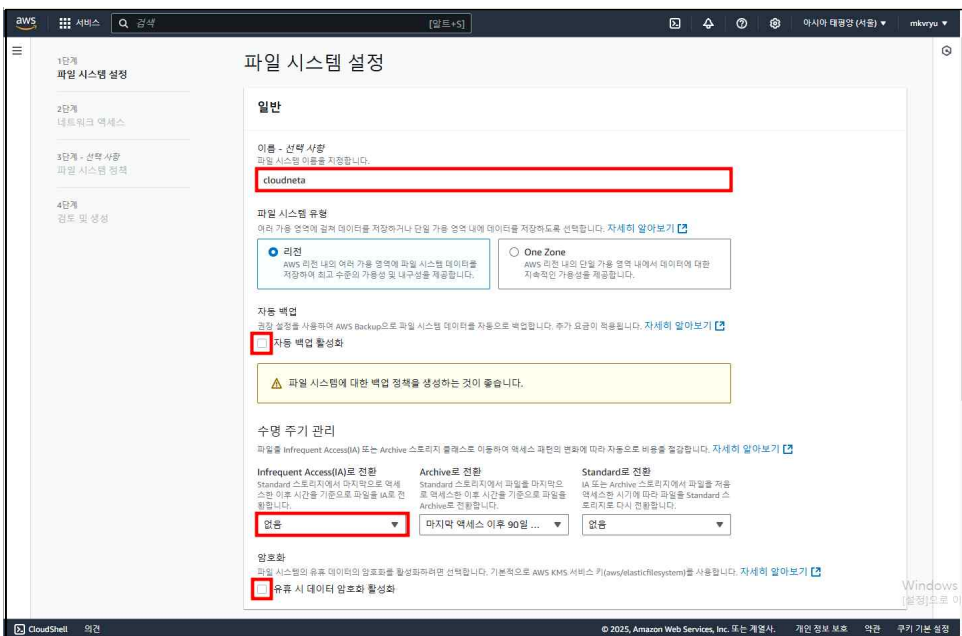 aws
서비스
검색
[알트+S]
아시아 태평양 (서울)
mkvryu
1단계
파일 시스템 설정
2단계
네트워크 액세스
3단계 - 선택 사항
파일 시스템 정책
4단계
검토 및 생성
파일 시스템 설정
일반
이름 - 선택 사항
파일 시스템 이름을 지정합니다.
cloudneta
파일 시스템 유형
여러 가용 영역에 걸쳐 데이터를 저장하거나 단일 가용 영역 내에 데이터를 저장하도록 선택합니다. 자세히 알아보기
리전
AWS 리전 내의 여러 가용 영역에 파일 시스템 데이터를
저장하여 최고 수준의 가용성 및 내구성을 제공합니다.
One Zone
AWS 리전 내의 단일 가용 영역 내에서 데이터에 대한
지속적인 가용성을 제공합니다.
자동 백업
권장 설정을 사용하여 AWS Backup으로 파일 시스템 데이터를 자동으로 백업합니다. 추가 요금이 적용됩니다. 자세히 알아보기
자동 백업 활성화
파일 시스템에 대한 백업 정책을 생성하는 것이 좋습니다.
수명 주기 관리
파일을 Infrequent Access(IA) 또는 Archive 스토리지 클래스로 이동하여 액세스 패턴의 변화에 따라 자동으로 비용을 절감합니다. 자세히 알아보기
Infrequent Access(IA)로 전환
Standard 스토리지에서 마지막으로 액세
스한 이후 시간을 기준으로 파일을 IA로 전
환합니다.
없음
Archive로 전환
Standard 스토리지에서 파일을 마지막으
로 액세스한 이후 시간을 기준으로 파일을
Archive로 전환합니다.
마지막 액세스 이후 90일 ...
Standard로 전환
IA 또는 Archive 스토리지에서 파일을 처음
액세스한 시기에 따라 파일을 Standard 스
토리지로 다시 전환합니다.
없음
암호화
파일 시스템의 유휴 데이터의 암호화를 활성화하려면 선택합니다. 기본적으로 AWS KMS 서비스 키(aws/elasticfilesystem)를 사용합니다. 자세히 알아보기
유휴 시 데이터 암호화 활성화
Windows
[설정]으로 이
CloudShell
의견
© 2025, Amazon Web Services, Inc. 또는 계열사.
개인 정보 보호
약관
쿠키 기본 설정